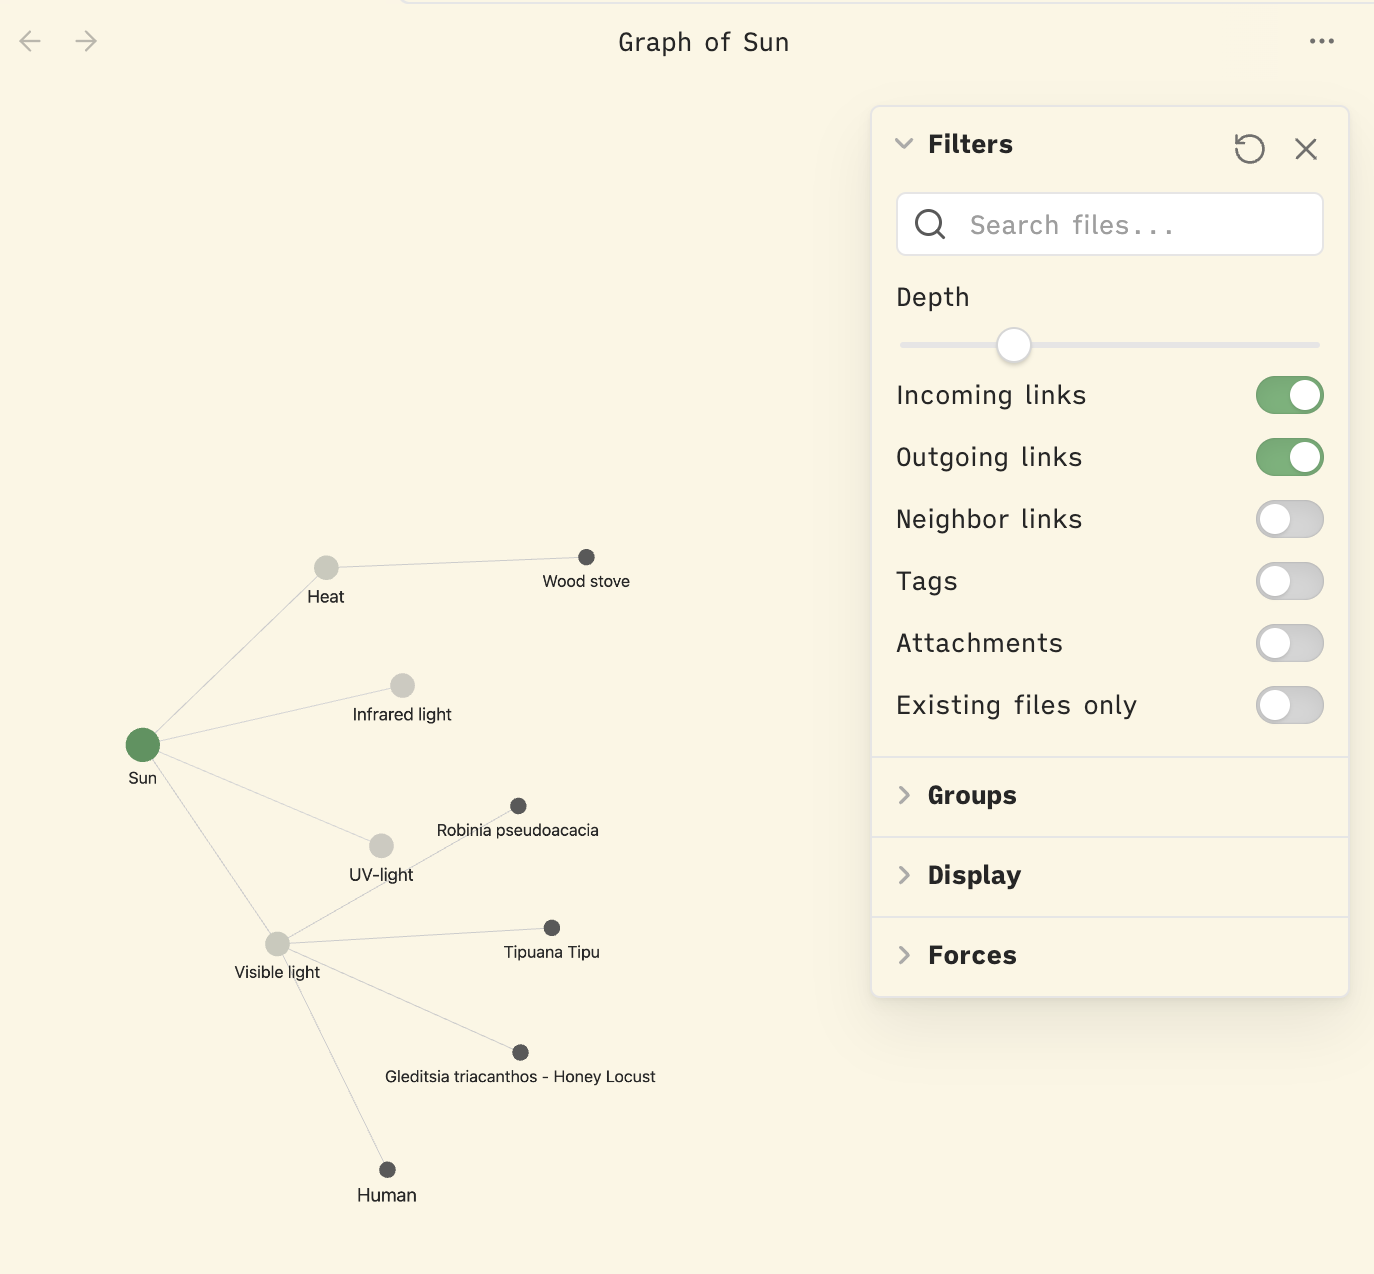 Graph of Sun
Filters
Search files...
Depth
Incoming links
Outgoing links
Neighbor links
Tags
Attachments
Existing files only
Groups
Display
Forces
Wood stove
Heat
Infrared light
Sun
Robinia pseudoacacia
UV-light
Tipuana Tipu
Visible light
Gleditsia triacanthos - Honey Locust
Human